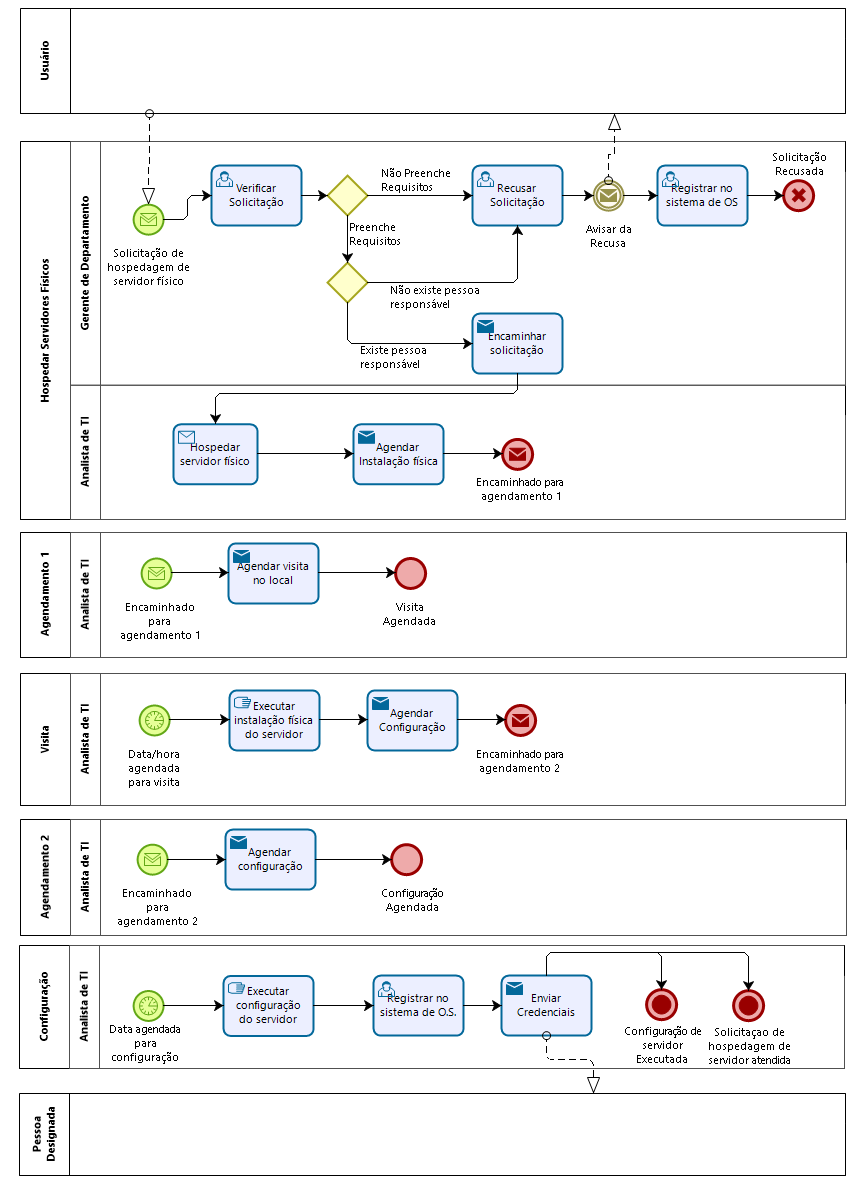 Usuário
Hospedar Servidores Físicos
Gerente de Departamento
Solicitação de
hospedagem de
servidor físico
Verificar
Solicitação
Não Preenche
Requisitos
Preenche
Requisitos
Não existe pessoa
responsável
Existe pessoa
responsável
Recusar
Solicitação
Avisar da
Recusa
Registrar no
sistema de OS
Solicitação
Recusada
Encaminhar
solicitação
Analista de TI
Hospedar
servidor físico
Agendar
Instalação física
Encaminhado para
agendamento 1
Agendamento 1
Analista de TI
Encaminhado
para
agendamento 1
Agendar visita
no local
Visita
Agendada
Visita
Analista de TI
Data/hora
agendada
para visita
Executar
instalação física
do servidor
Agendar
Configuração
Encaminhado para
agendamento 2
Agendamento 2
Analista de TI
Encaminhado
para
agendamento 2
Agendar
configuração
Configuração
Agendada
Configuração
Analista de TI
Data agendada
para
configuração
Executar
configuração
do servidor
Registrar no
sistema de O.S.
Enviar
Credenciais
Configuração de
servidor
Executada
Solicitaçao de
hospedagem de
servidor atendida
Pessoa
Designada